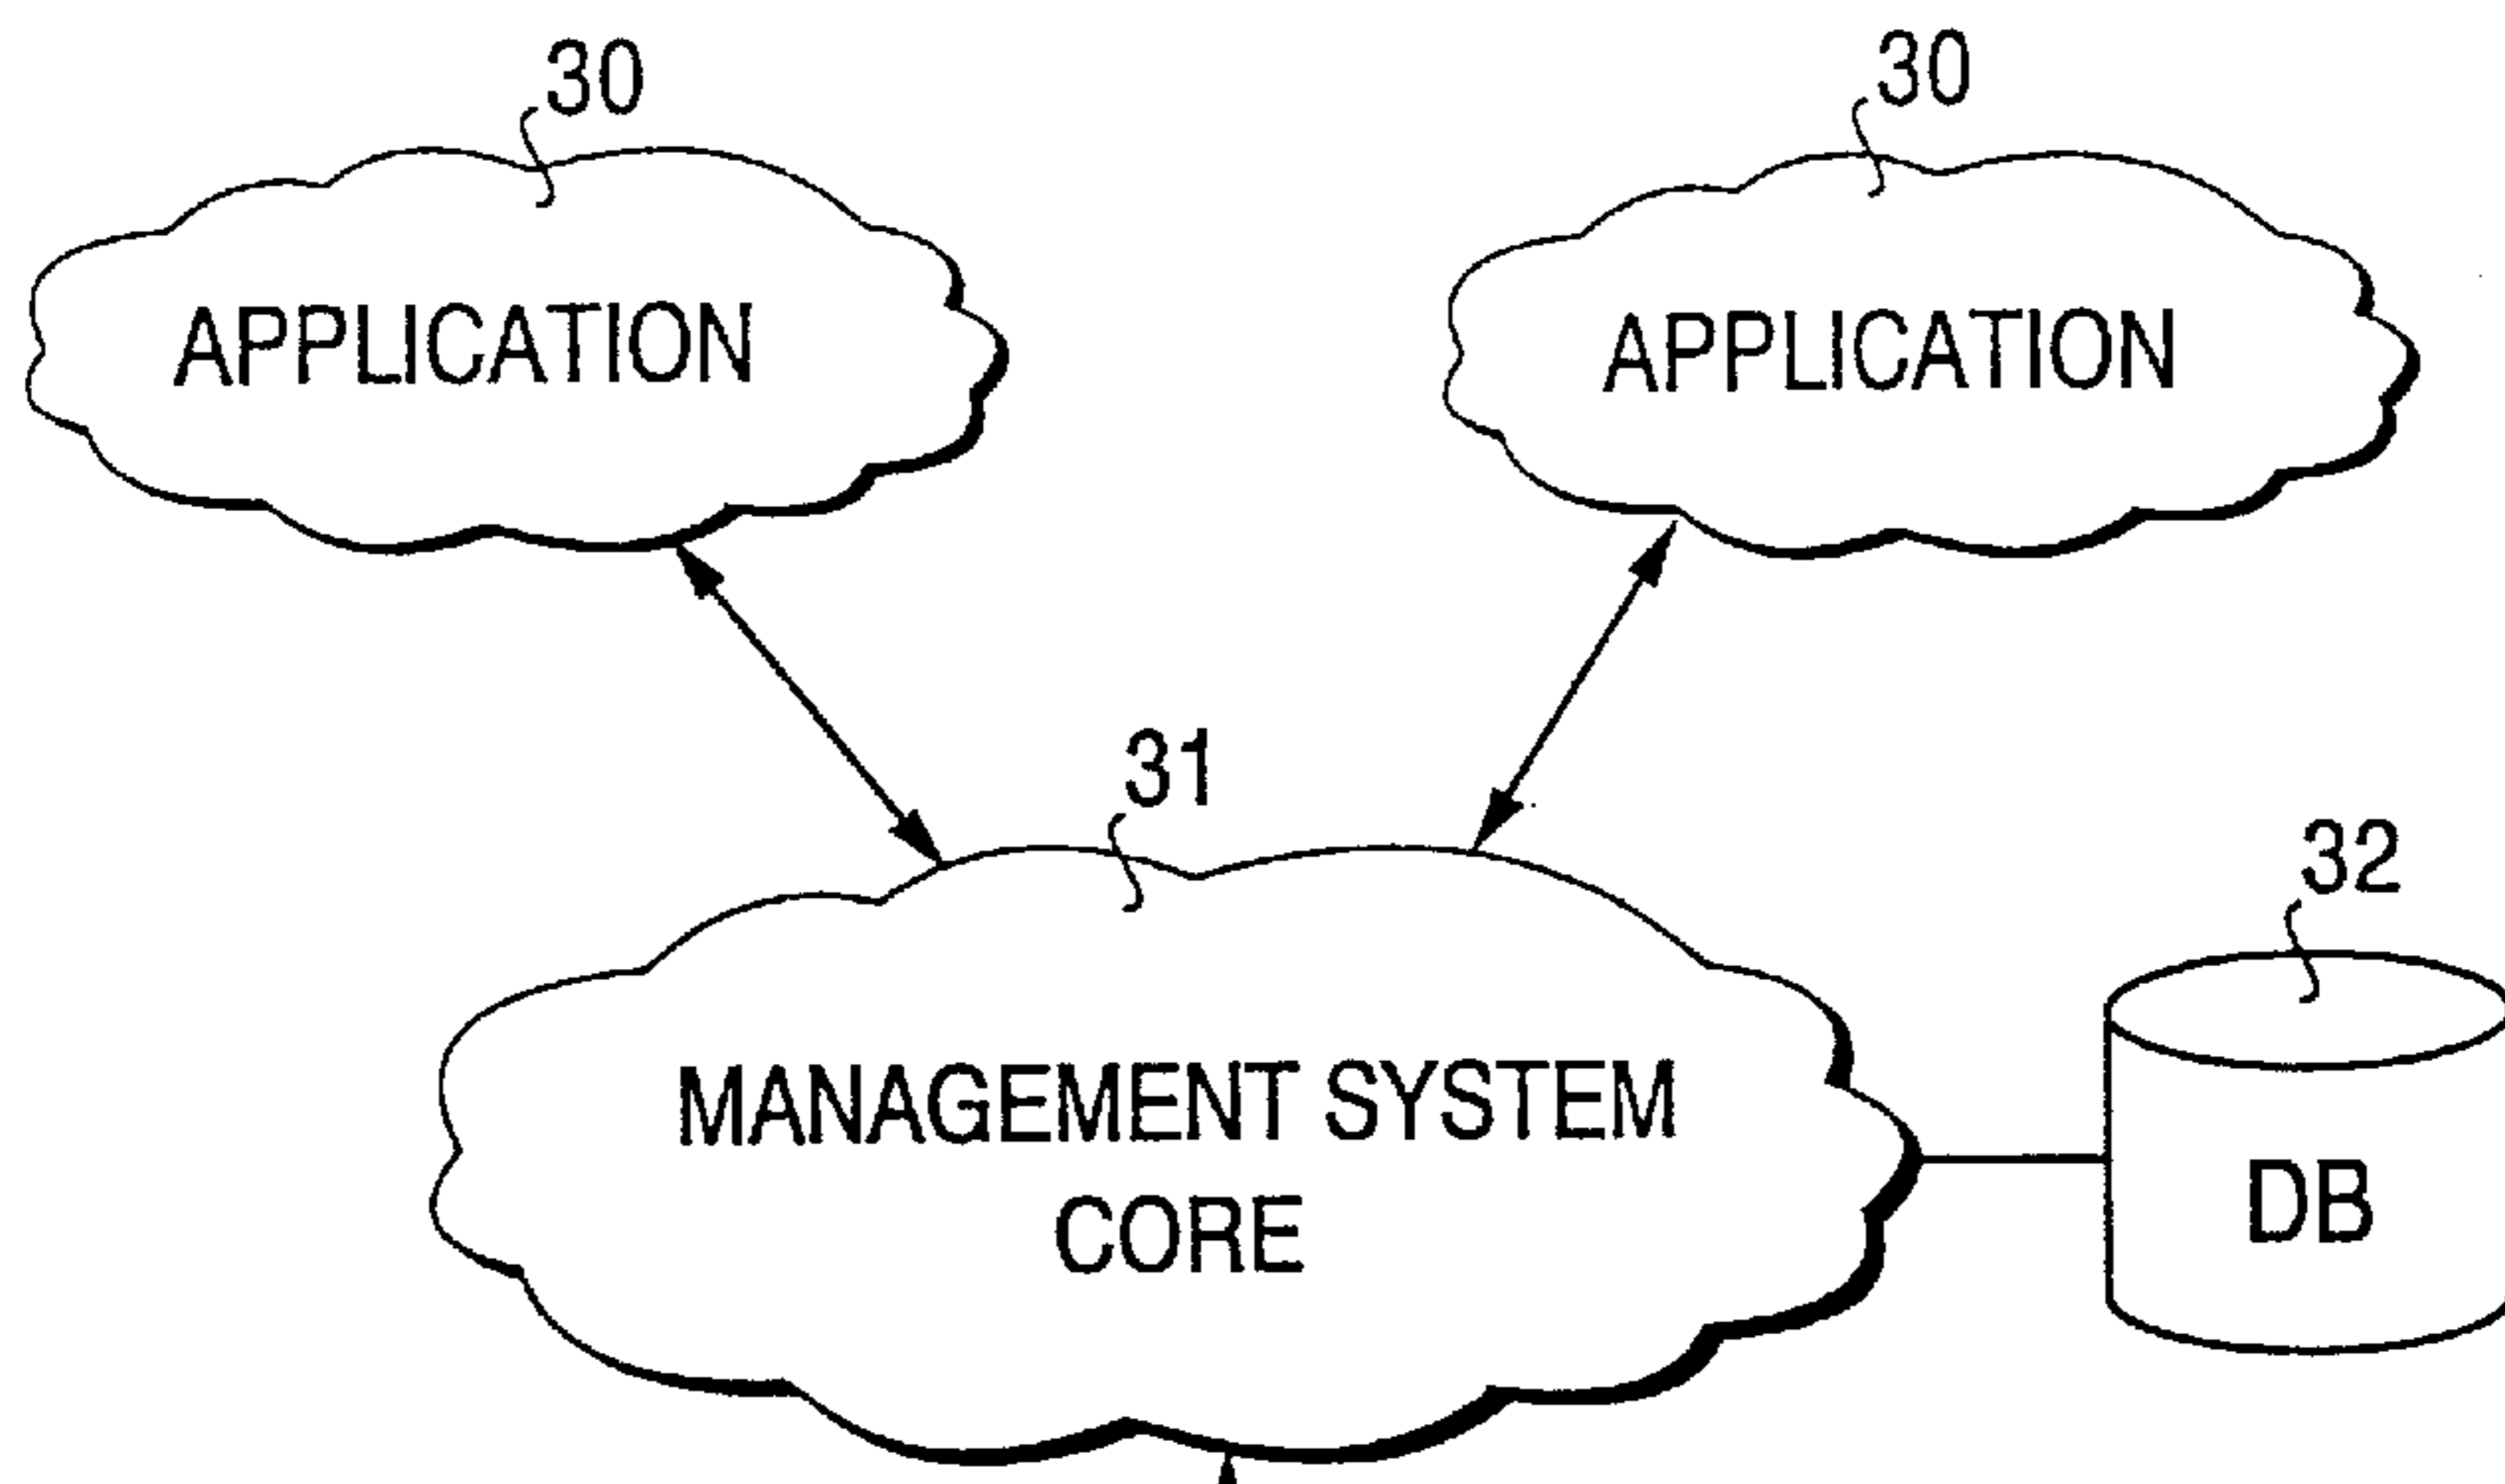 30
30
APPLICATION
APPLICATION
31
32
MANAGEMENT SYSTEM
CORE
DB